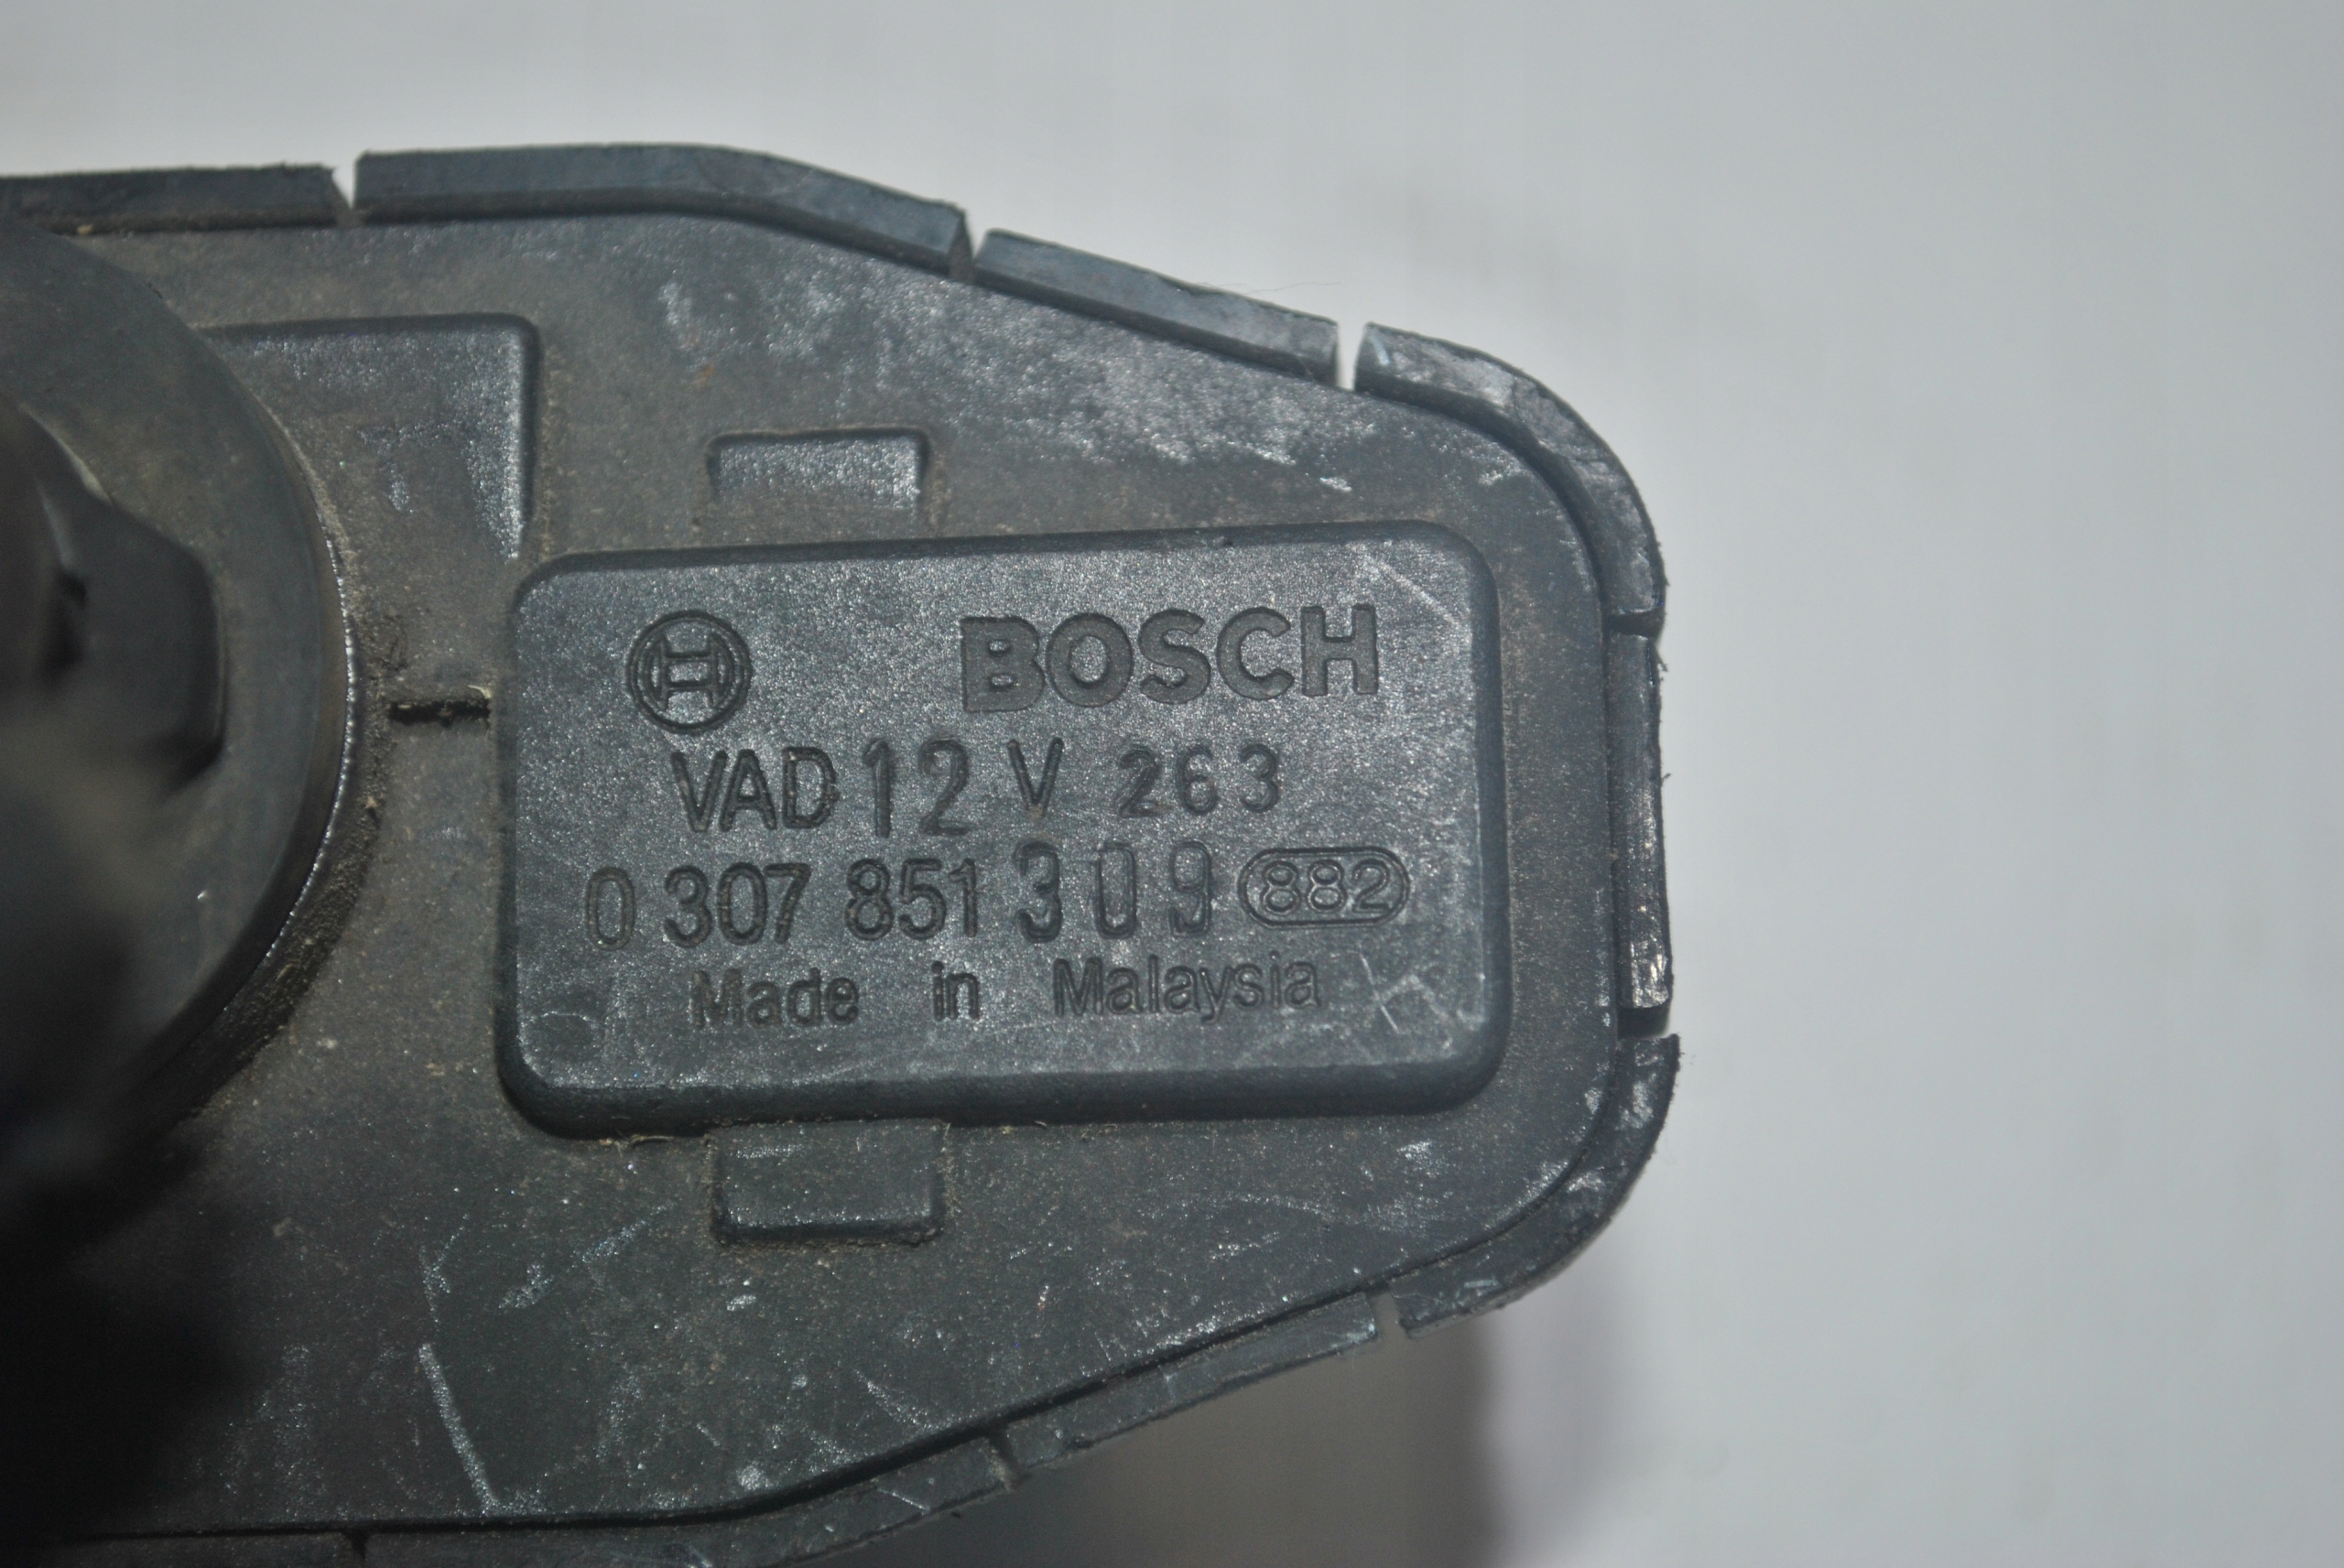 BOSCH
VAD 12 V 263
0 307 851 309 882
Made in Malaysia